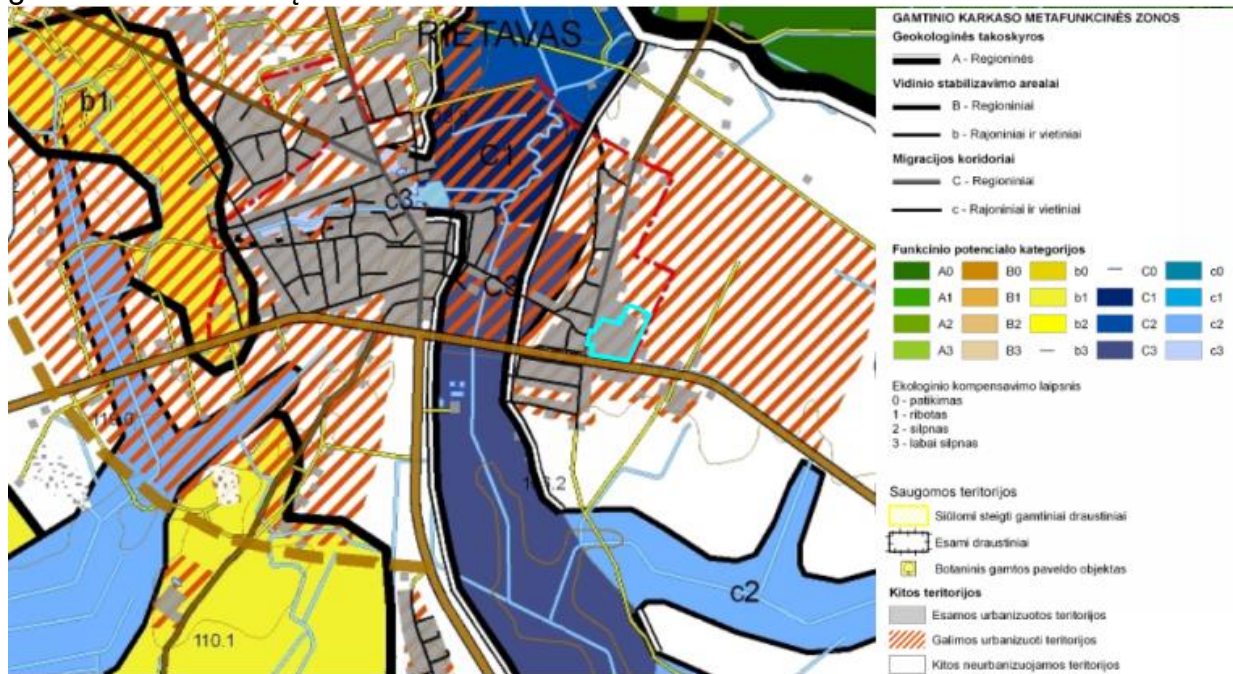 RIETAVAS
b1
C1
c3
C3
c2
110.1
GAMTINIO KARKASO METAFUNKCINĖS ZONOS
Geokologinės takoskyros
A - Regioninės
Vidinio stabilizavimo arealai
B - Regioniniai
b - Rajoniniai ir vietiniai
Migracijos koridoriai
C - Regioniniai
c - Rajoniniai ir vietiniai
Funkcinio potencialo kategorijos
A0 B0 b0 C0 c0
A1 B1 b1 C1 c1
A2 B2 b2 C2 c2
A3 B3 b3 C3 c3
Ekologinio kompensavimo laipsnis
0 - patikimas
1 - ribotas
2 - silpnas
3 - labai silpnas
Saugomos teritorijos
Siūlomi steigti gamtiniai draustiniai
Esami draustiniai
Botaninis gamtos paveldo objektas
Kitos teritorijos
Esamos urbanizuotos teritorijos
Galimos urbanizuoti teritorijos
Kitos neurbanizuojamos teritorijos